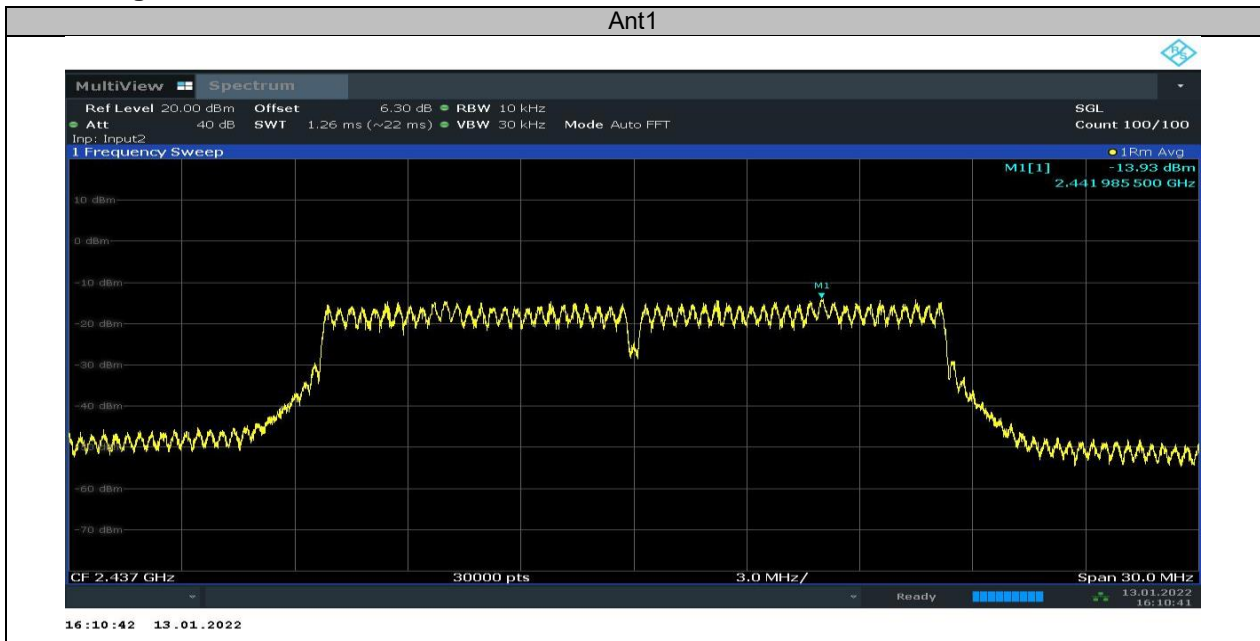 Ant1
R S
MultiView Spectrum
Ref Level 20.00 dBm Offset 6.30 dB RBW 10 kHz SGL
Att 40 dB SWT 1.26 ms (~22 ms) VBW 30 kHz Mode Auto FFT Count 100/100
Inp: Input2
1 Frequency Sweep 1Rm Avg
M1[1] -13.93 dBm
2.441 985 500 GHz
10 dBm
0 dBm
-10 dBm
M1
-20 dBm
-30 dBm
-40 dBm
-60 dBm
-70 dBm
CF 2.437 GHz 30000 pts 3.0 MHz/ Span 30.0 MHz
Ready 13.01.2022
16:10:41
16:10:42 13.01.2022